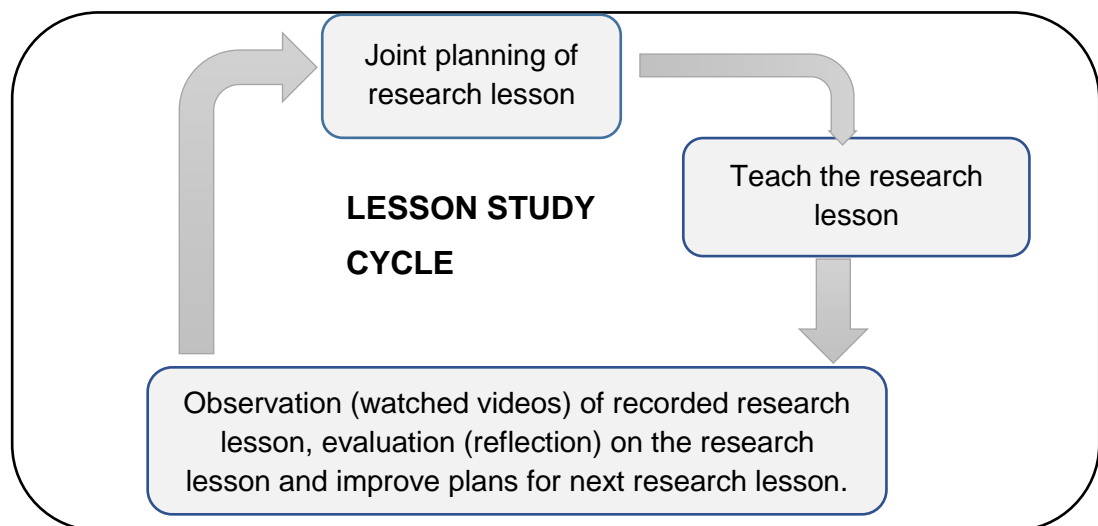 Joint planning of
research lesson
LESSON STUDY
CYCLE
Teach the research
lesson
Observation (watched videos) of recorded research
lesson, evaluation (reflection) on the research
lesson and improve plans for next research lesson.